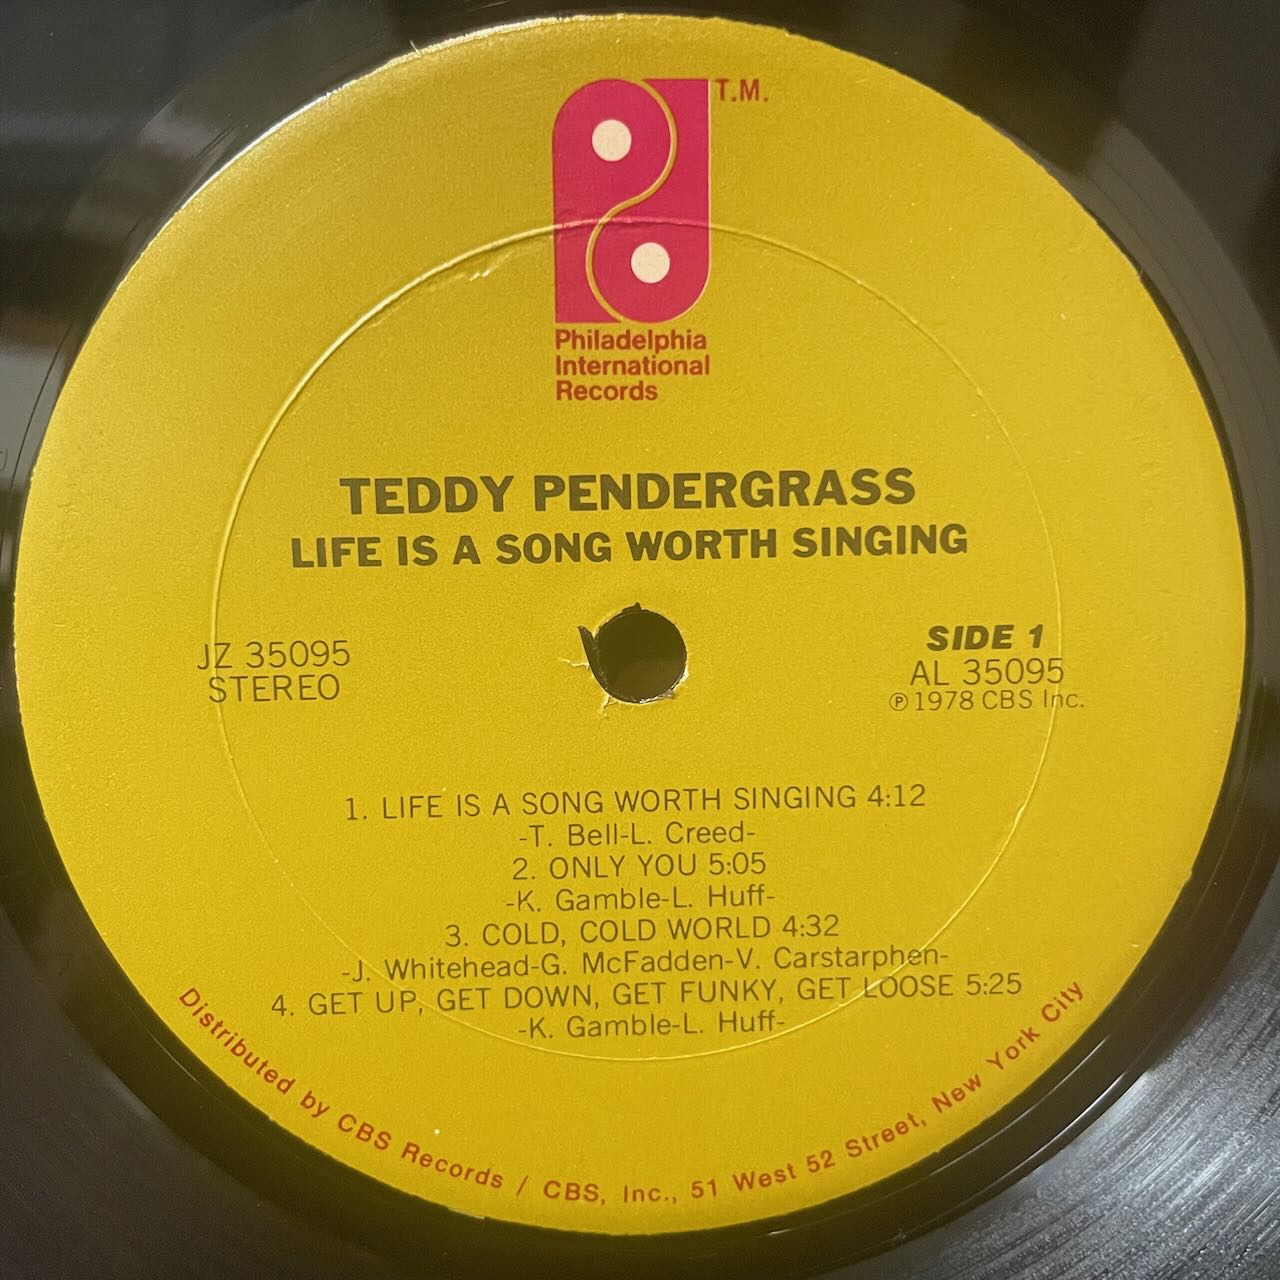 T.M.
Philadelphia
International
Records
TEDDY PENDERGRASS
LIFE IS A SONG WORTH SINGING
JZ 35095
STEREO
SIDE 1
AL 35095
℗ 1978 CBS Inc.
1. LIFE IS A SONG WORTH SINGING 4:12
-T. Bell-L. Creed-
2. ONLY YOU 5:05
-K. Gamble-L. Huff-
3. COLD, COLD WORLD 4:32
-J. Whitehead-G. McFadden-V. Carstarphen-
4. GET UP, GET DOWN, GET FUNKY, GET LOOSE 5:25
-K. Gamble-L. Huff-
Distributed by CBS Records / CBS, Inc., 51 West 52 Street, New York City